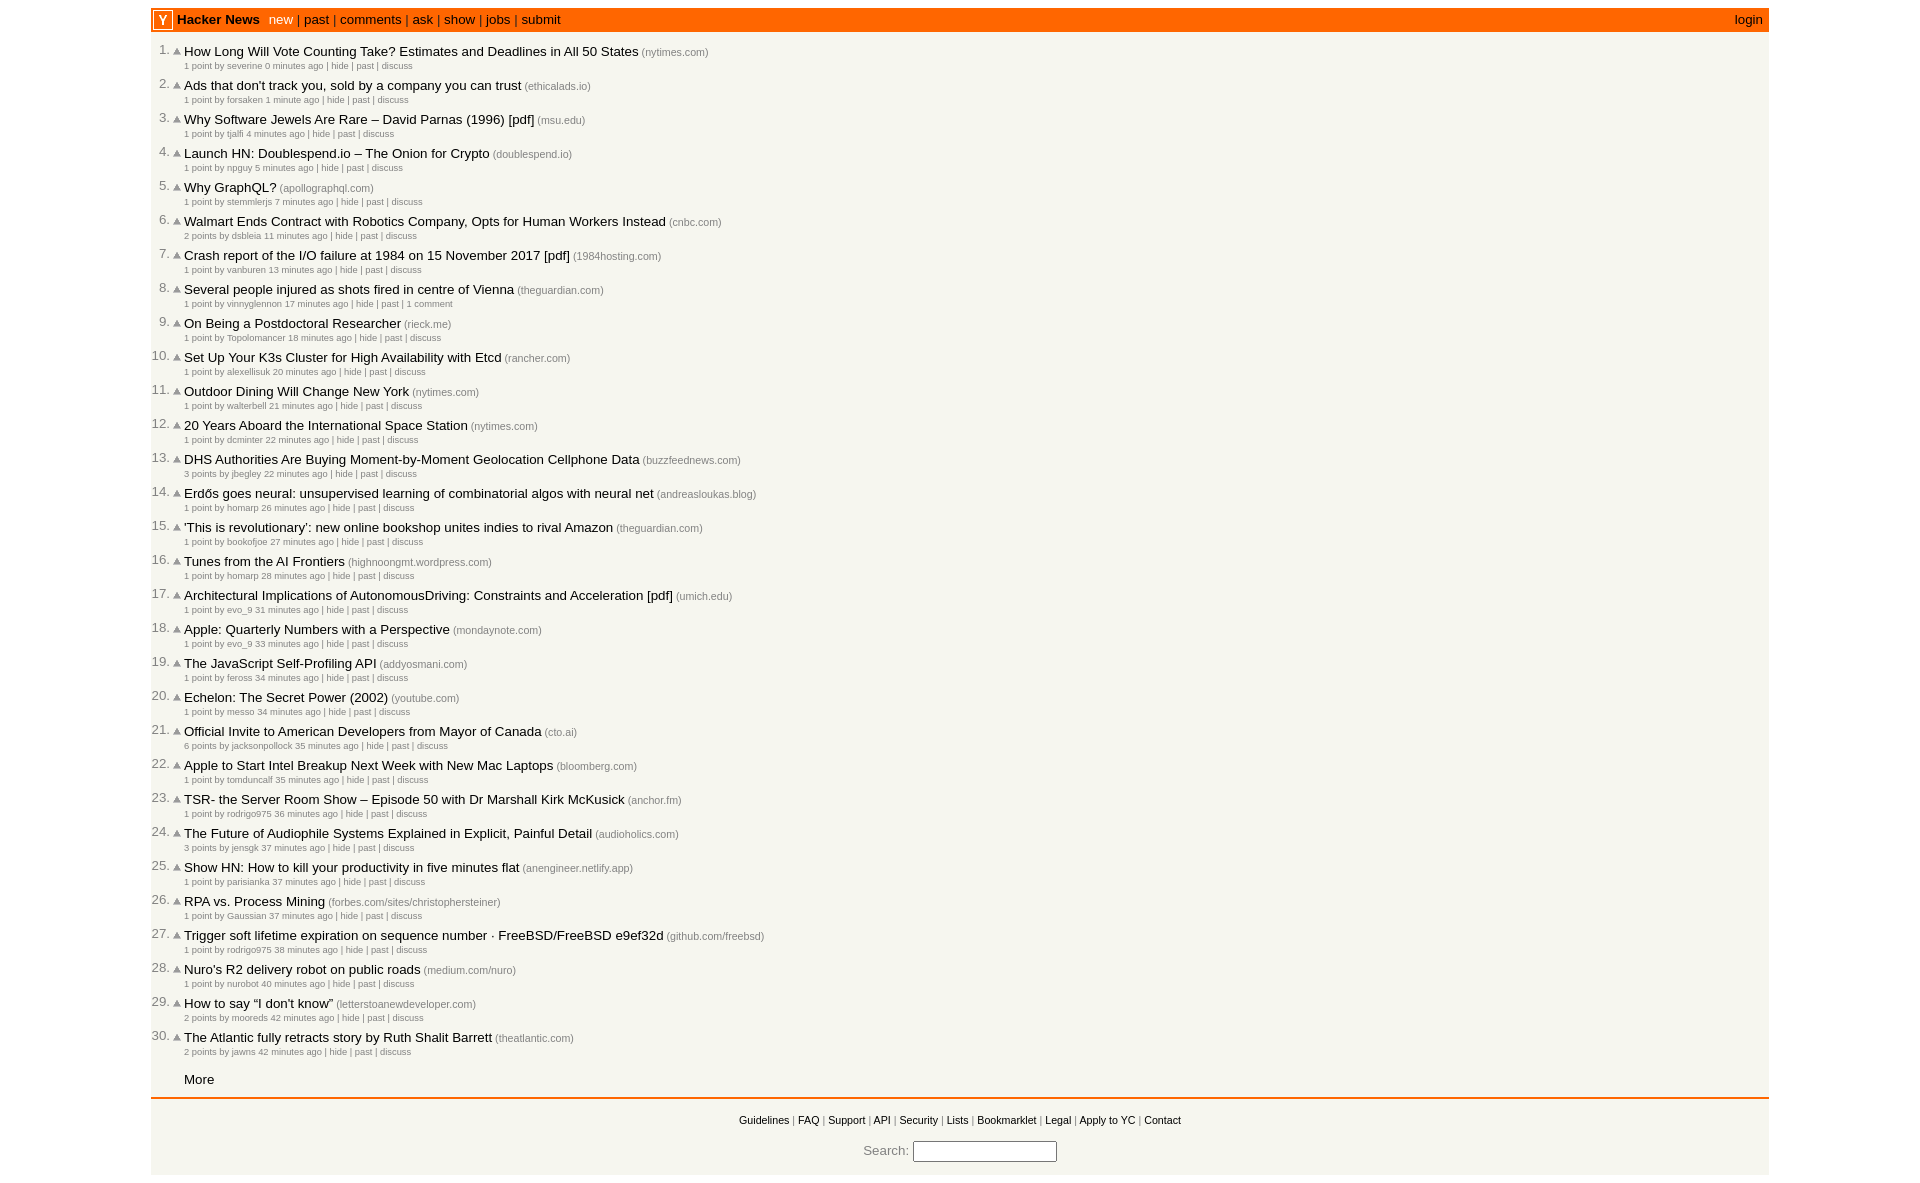 Y Hacker News new | past | comments | ask | show | jobs | submit login
1. ▲ How Long Will Vote Counting Take? Estimates and Deadlines in All 50 States (nytimes.com)
1 point by severine 0 minutes ago | hide | past | discuss
2. ▲ Ads that don't track you, sold by a company you can trust (ethicalads.io)
1 point by forsaken 1 minute ago | hide | past | discuss
3. ▲ Why Software Jewels Are Rare – David Parnas (1996) [pdf] (msu.edu)
1 point by tjalfi 4 minutes ago | hide | past | discuss
4. ▲ Launch HN: Doublespend.io – The Onion for Crypto (doublespend.io)
1 point by npguy 5 minutes ago | hide | past | discuss
5. ▲ Why GraphQL? (apollographql.com)
1 point by stemmlerjs 7 minutes ago | hide | past | discuss
6. ▲ Walmart Ends Contract with Robotics Company, Opts for Human Workers Instead (cnbc.com)
2 points by dsbleia 11 minutes ago | hide | past | discuss
7. ▲ Crash report of the I/O failure at 1984 on 15 November 2017 [pdf] (1984hosting.com)
1 point by vanburen 13 minutes ago | hide | past | discuss
8. ▲ Several people injured as shots fired in centre of Vienna (theguardian.com)
1 point by vinnyglennon 17 minutes ago | hide | past | 1 comment
9. ▲ On Being a Postdoctoral Researcher (rieck.me)
1 point by Topolomancer 18 minutes ago | hide | past | discuss
10. ▲ Set Up Your K3s Cluster for High Availability with Etcd (rancher.com)
1 point by alexellisuk 20 minutes ago | hide | past | discuss
11. ▲ Outdoor Dining Will Change New York (nytimes.com)
1 point by walterbell 21 minutes ago | hide | past | discuss
12. ▲ 20 Years Aboard the International Space Station (nytimes.com)
1 point by dcminter 22 minutes ago | hide | past | discuss
13. ▲ DHS Authorities Are Buying Moment-by-Moment Geolocation Cellphone Data (buzzfeednews.com)
3 points by jbegley 22 minutes ago | hide | past | discuss
14. ▲ Erdős goes neural: unsupervised learning of combinatorial algos with neural net (andreasloukas.blog)
1 point by homarp 26 minutes ago | hide | past | discuss
15. ▲ 'This is revolutionary’: new online bookshop unites indies to rival Amazon (theguardian.com)
1 point by bookofjoe 27 minutes ago | hide | past | discuss
16. ▲ Tunes from the AI Frontiers (highnoongmt.wordpress.com)
1 point by homarp 28 minutes ago | hide | past | discuss
17. ▲ Architectural Implications of AutonomousDriving: Constraints and Acceleration [pdf] (umich.edu)
1 point by evo_9 31 minutes ago | hide | past | discuss
18. ▲ Apple: Quarterly Numbers with a Perspective (mondaynote.com)
1 point by evo_9 33 minutes ago | hide | past | discuss
19. ▲ The JavaScript Self-Profiling API (addyosmani.com)
1 point by feross 34 minutes ago | hide | past | discuss
20. ▲ Echelon: The Secret Power (2002) (youtube.com)
1 point by messo 34 minutes ago | hide | past | discuss
21. ▲ Official Invite to American Developers from Mayor of Canada (cto.ai)
6 points by jacksonpollock 35 minutes ago | hide | past | discuss
22. ▲ Apple to Start Intel Breakup Next Week with New Mac Laptops (bloomberg.com)
1 point by tomduncalf 35 minutes ago | hide | past | discuss
23. ▲ TSR- the Server Room Show – Episode 50 with Dr Marshall Kirk McKusick (anchor.fm)
1 point by rodrigo975 36 minutes ago | hide | past | discuss
24. ▲ The Future of Audiophile Systems Explained in Explicit, Painful Detail (audioholics.com)
3 points by jensgk 37 minutes ago | hide | past | discuss
25. ▲ Show HN: How to kill your productivity in five minutes flat (anengineer.netlify.app)
1 point by parisianka 37 minutes ago | hide | past | discuss
26. ▲ RPA vs. Process Mining (forbes.com/sites/christophersteiner)
1 point by Gaussian 37 minutes ago | hide | past | discuss
27. ▲ Trigger soft lifetime expiration on sequence number · FreeBSD/FreeBSD e9ef32d (github.com/freebsd)
1 point by rodrigo975 38 minutes ago | hide | past | discuss
28. ▲ Nuro's R2 delivery robot on public roads (medium.com/nuro)
1 point by nurobot 40 minutes ago | hide | past | discuss
29. ▲ How to say “I don't know” (letterstoanewdeveloper.com)
2 points by mooreds 42 minutes ago | hide | past | discuss
30. ▲ The Atlantic fully retracts story by Ruth Shalit Barrett (theatlantic.com)
2 points by jawns 42 minutes ago | hide | past | discuss
More
Guidelines | FAQ | Support | API | Security | Lists | Bookmarklet | Legal | Apply to YC | Contact
Search: